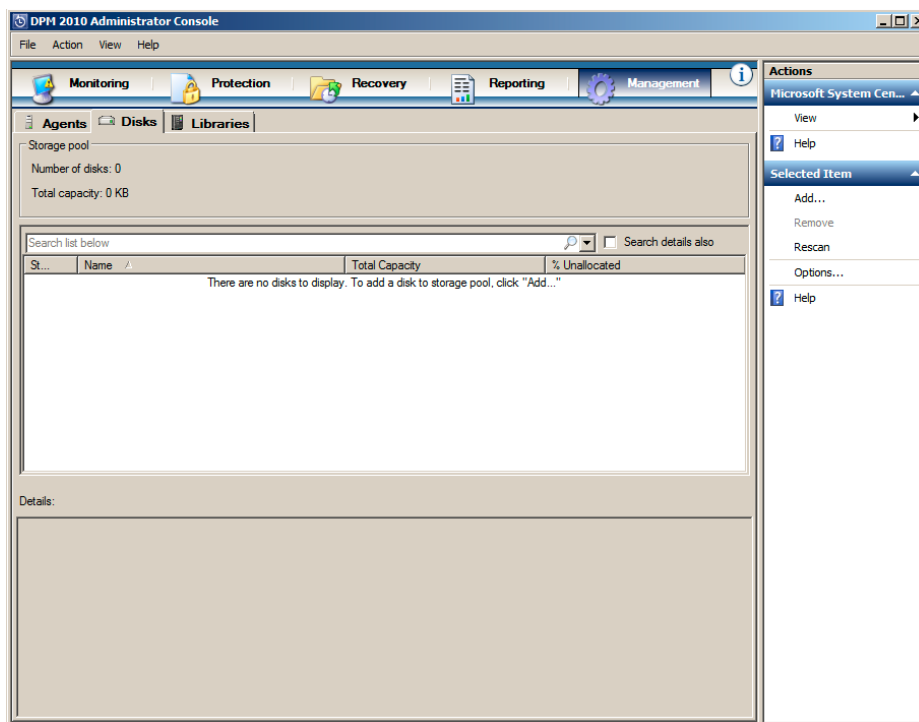 DPM 2010 Administrator Console
File Action View Help
Monitoring Protection Recovery Reporting Management
Agents Disks Libraries
Storage pool
Number of disks: 0
Total capacity: 0 KB
Search list below
Search details also
St... Name Total Capacity % Unallocated
There are no disks to display. To add a disk to storage pool, click "Add..."
Details:
Actions
Microsoft System Cen...
View
Help
Selected Item
Add...
Remove
Rescan
Options...
Help